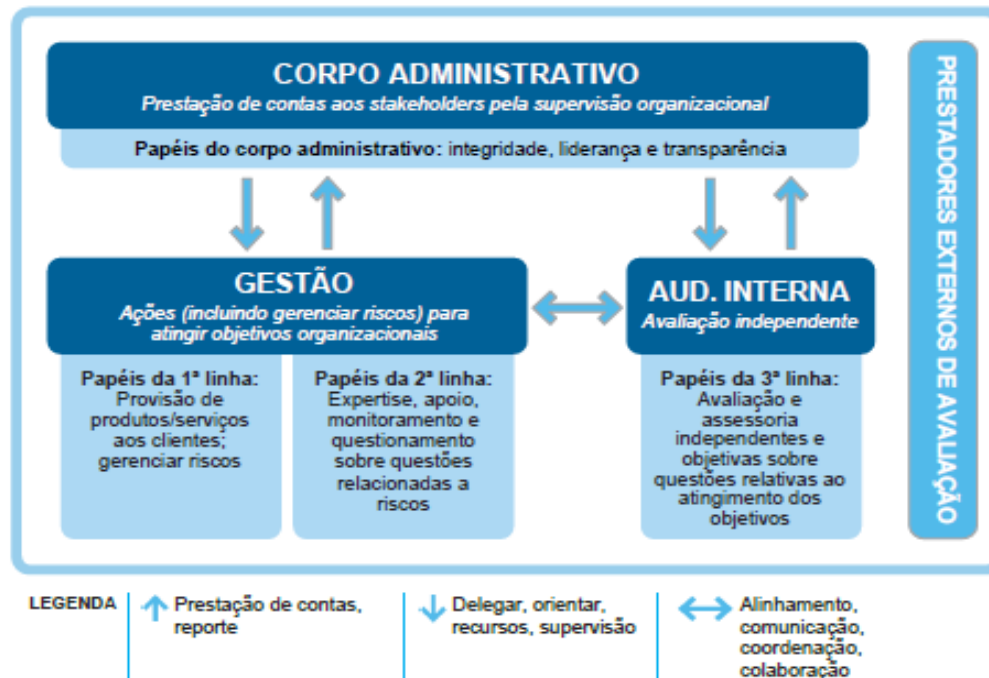 CORPO ADMINISTRATIVO
Prestação de contas aos stakeholders pela supervisão organizacional
Papéis do corpo administrativo: integridade, liderança e transparência
GESTÃO
Ações (incluindo gerenciar riscos) para
atingir objetivos organizacionais
Papéis da 1ª linha:
Provisão de
produtos/serviços
aos clientes;
gerenciar riscos
Papéis da 2ª linha:
Expertise, apoio,
monitoramento e
questionamento
sobre questões
relacionadas a
riscos
AUD. INTERNA
Avaliação independente
Papéis da 3ª linha:
Avaliação e
assessoria
independentes e
objetivas sobre
questões relativas ao
atingimento dos
objetivos
PRESTADORES EXTERNOS DE AVALIAÇÃO
LEGENDA
Prestação de contas,
reporte
Delegar, orientar,
recursos, supervisão
Alinhamento,
comunicação,
coordenação,
colaboração